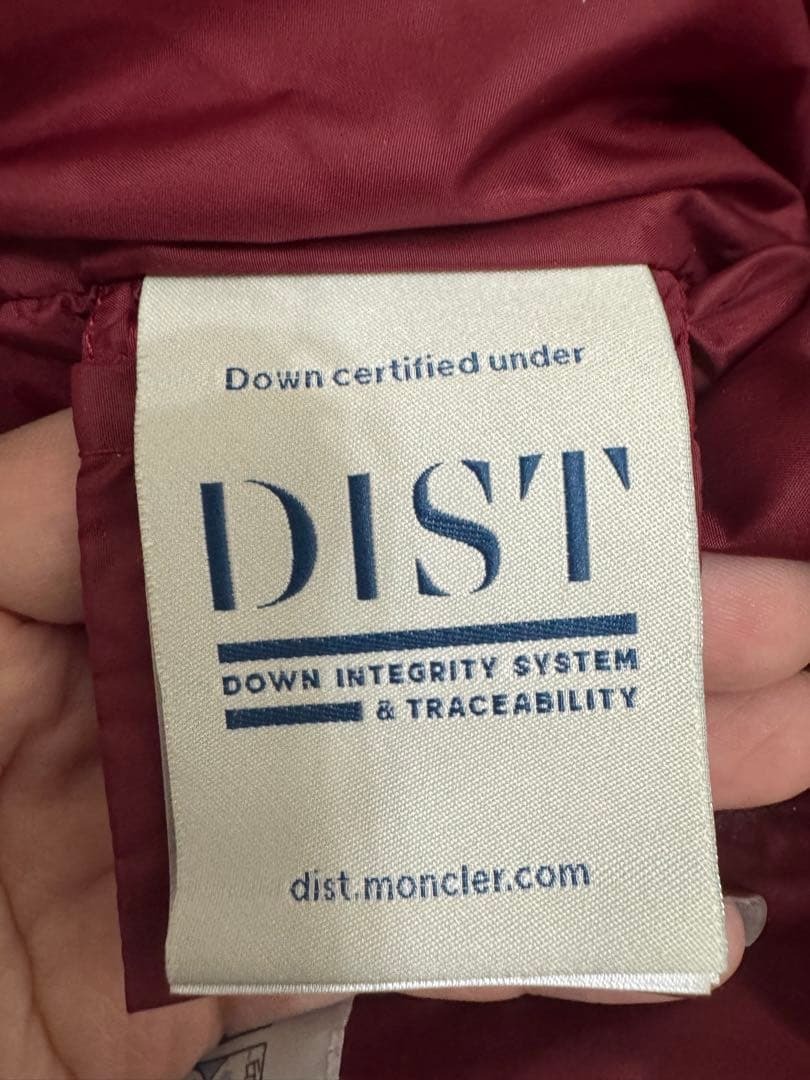 Down certified under
DIST
DOWN INTEGRITY SYSTEM
& TRACEABILITY
dist.moncler.com